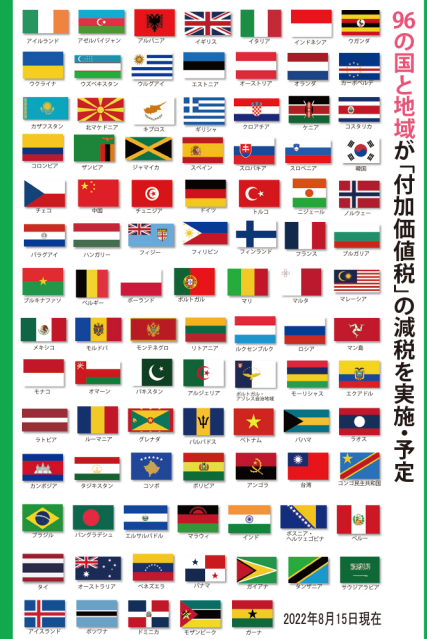 96の国と地域が「付加価値税」の減税を実施・予定
アイルランド アゼルバイジャン アルバニア イギリス イタリア インドネシア ウガンダ
ウクライナ ウズベキスタン ウルグアイ エストニア オーストリア オランダ カーボベルデ
カザフスタン 北マケドニア キプロス ギリシャ クロアチア ケニア コスタリカ
コロンビア ザンビア ジャマイカ スペイン スロバキア スロベニア 韓国
チェコ 中国 チュニジア ドイツ トルコ ニジェール ノルウェー
パラグアイ ハンガリー フィジー フィリピン フィンランド フランス ブルガリア
ブルキナファソ ベルギー ポーランド ポルトガル マリ マルタ マレーシア
メキシコ モルドバ モンテネグロ リトアニア ルクセンブルク ロシア マン島
モナコ オマーン パキスタン アルジェリア ポルトガル・ モーリシャス エクアドル
アゾレス自治地域
ラトビア ルーマニア グレナダ バルバドス ベトナム バハマ ラオス
カンボジア タジキスタン コソボ ボリビア アンゴラ 台湾 コンゴ民主共和国
ブラジル バングラデシュ エルサルバドル マラウィ インド ボスニア・ ペルー
ヘルツェゴビナ
タイ オーストラリア ベネズエラ パナマ ガイアナ タンザニア サウジアラビア
アイスランド ボツワナ ドミニカ モザンビーク ガーナ
2022年8月15日現在